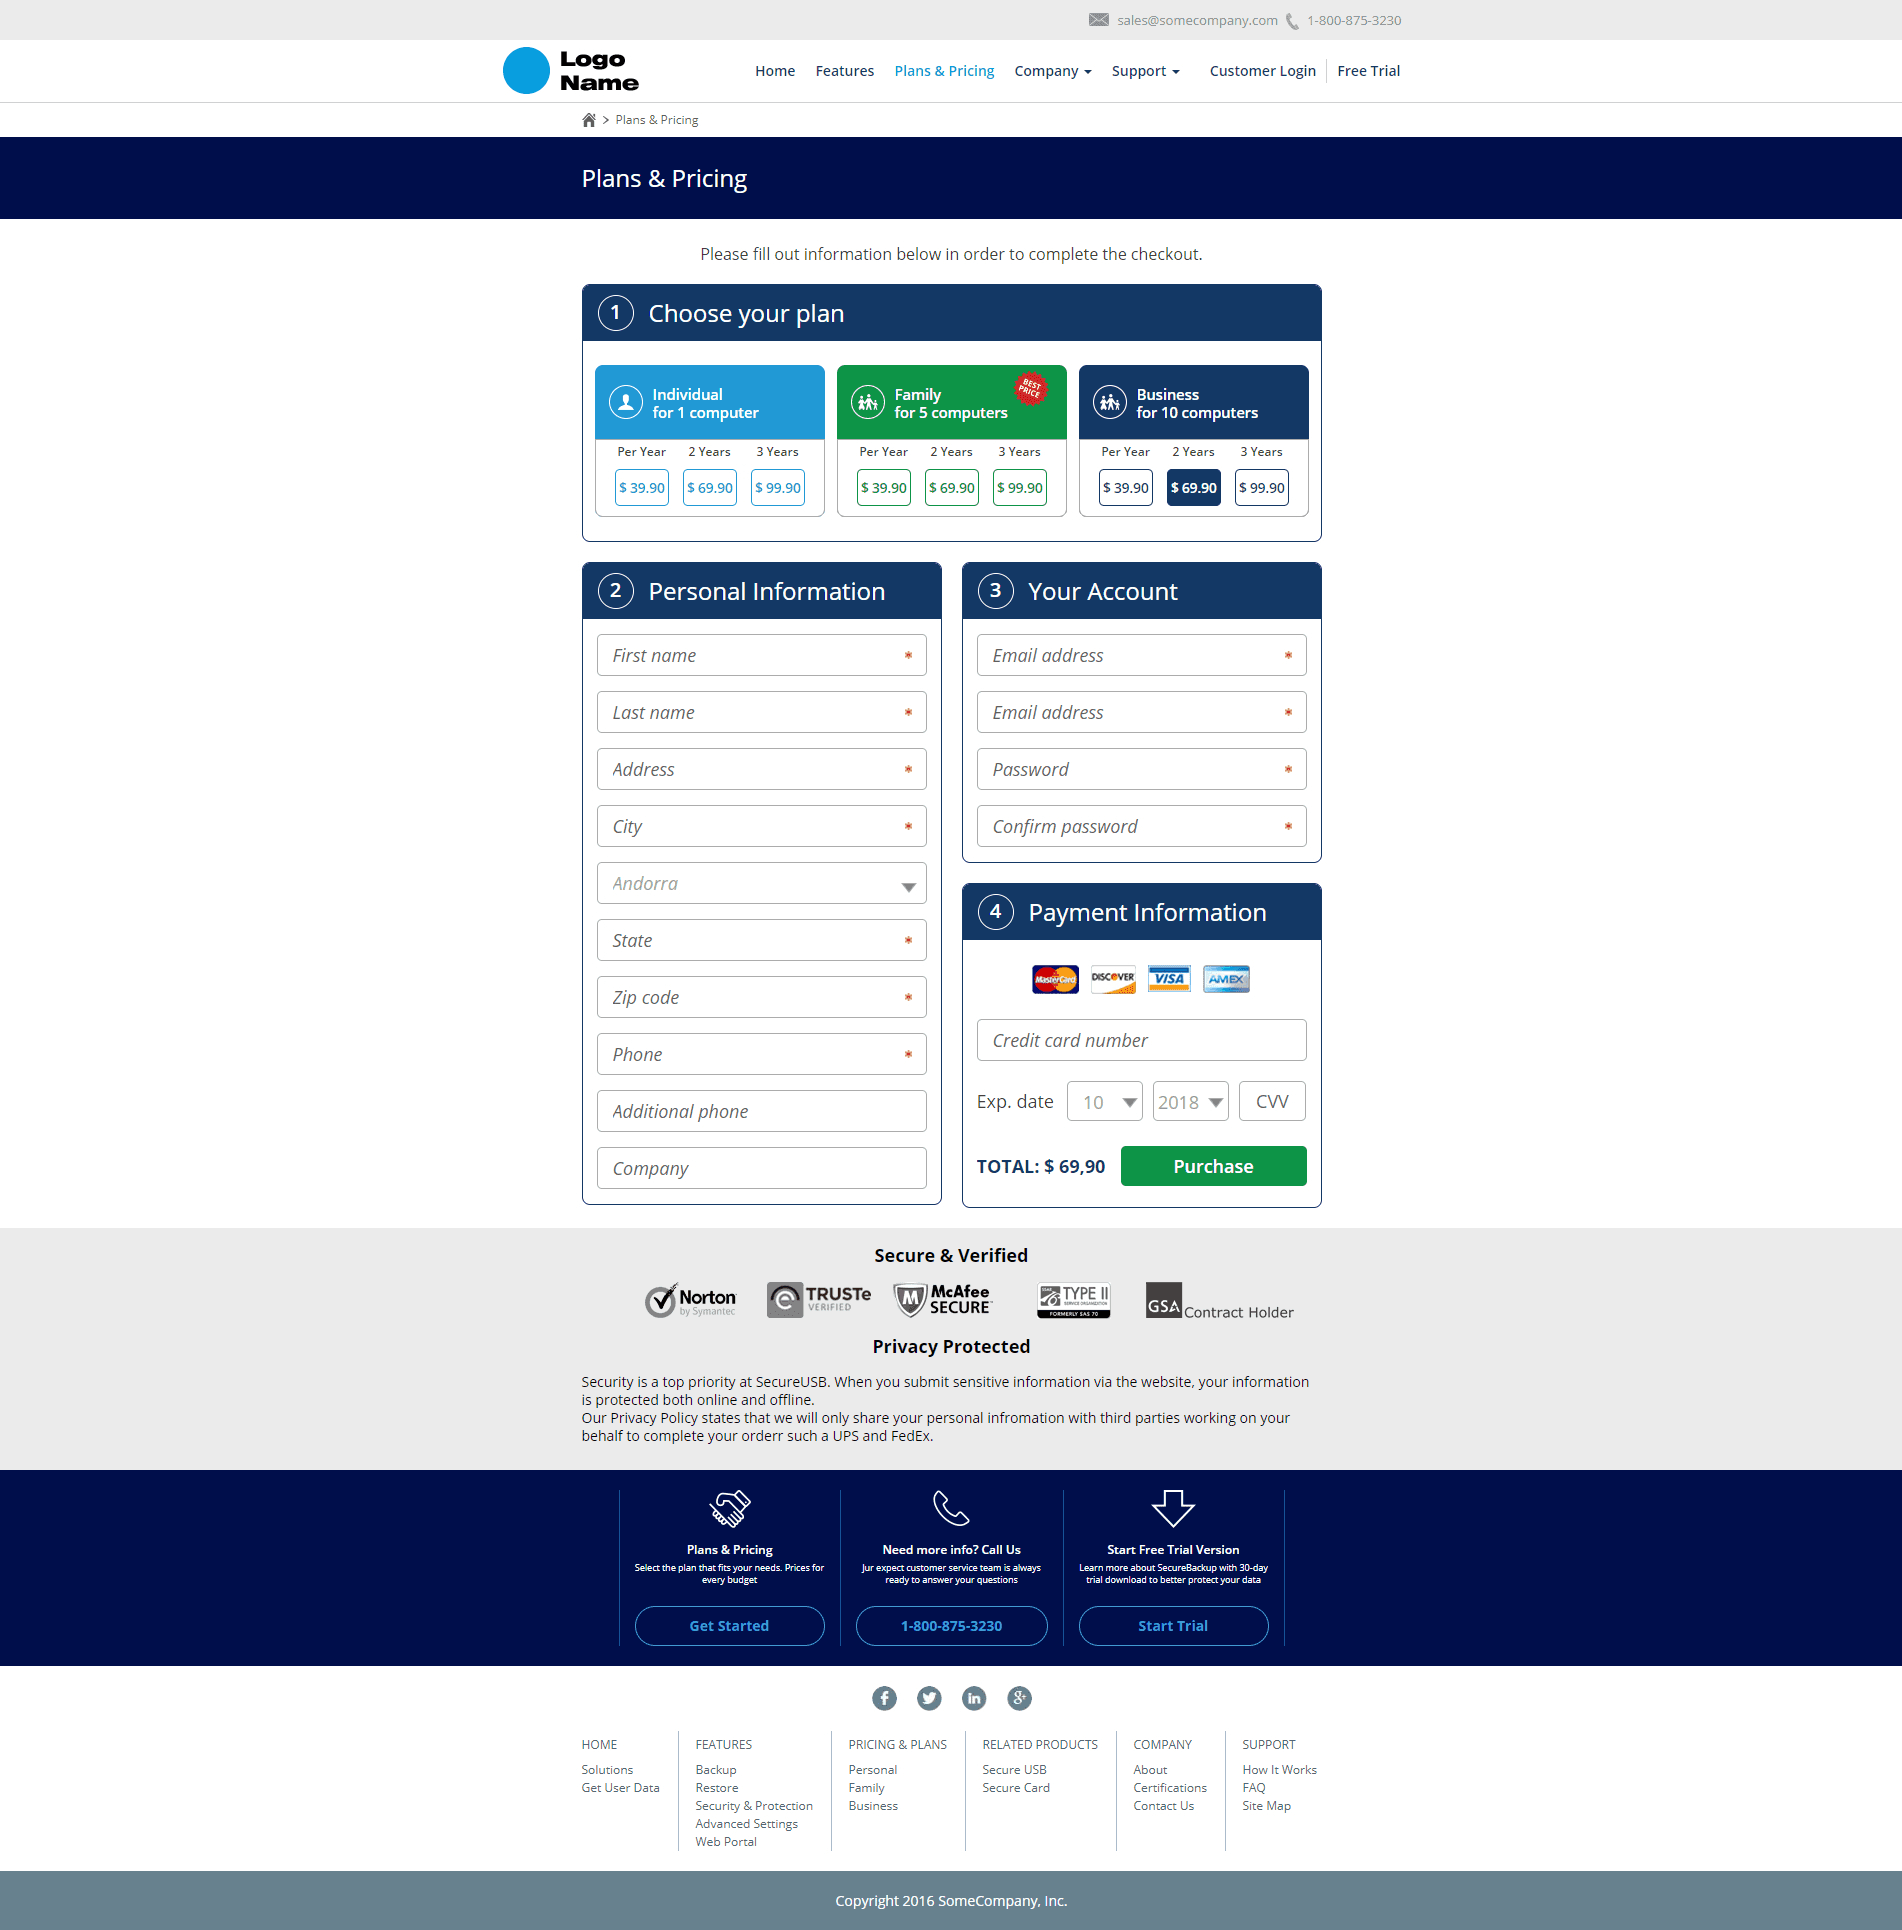 sales@somecompany.com 1-800-875-3230
Logo
Name
Home Features Plans & Pricing Company Support Customer Login Free Trial
> Plans & Pricing
Plans & Pricing
Please fill out information below in order to complete the checkout.
1 Choose your plan
Individual
for 1 computer
Per Year 2 Years 3 Years
$ 39.90 $ 69.90 $ 99.90
Family
for 5 computers
BEST
PRICE
Per Year 2 Years 3 Years
$ 39.90 $ 69.90 $ 99.90
Business
for 10 computers
Per Year 2 Years 3 Years
$ 39.90 $ 69.90 $ 99.90
2 Personal Information
First name *
Last name *
Address *
City *
Andorra
State *
Zip code *
Phone *
Additional phone
Company
3 Your Account
Email address *
Email address *
Password *
Confirm password *
4 Payment Information
MasterCard DISCOVER VISA AMEX
Credit card number
Exp. date 10 2018 CVV
TOTAL: $ 69,90 Purchase
Secure & Verified
Norton
by Symantec
TRUSTe
VERIFIED
McAfee
SECURE
TYPE II
SERVICE ORGANIZATION
FORMERLY SAS 70
GSA Contract Holder
Privacy Protected
Security is a top priority at SecureUSB. When you submit sensitive information via the website, your information
is protected both online and offline.
Our Privacy Policy states that we will only share your personal infromation with third parties working on your
behalf to complete your orderr such a UPS and FedEx.
Plans & Pricing
Select the plan that fits your needs. Prices for
every budget
Get Started
Need more info? Call Us
Jur expect customer service team is always
ready to answer your questions
1-800-875-3230
Start Free Trial Version
Learn more about SecureBackup with 30-day
trial download to better protect your data
Start Trial
f in g+
HOME
Solutions
Get User Data
FEATURES
Backup
Restore
Security & Protection
Advanced Settings
Web Portal
PRICING & PLANS
Personal
Family
Business
RELATED PRODUCTS
Secure USB
Secure Card
COMPANY
About
Certifications
Contact Us
SUPPORT
How It Works
FAQ
Site Map
Copyright 2016 SomeCompany, Inc.